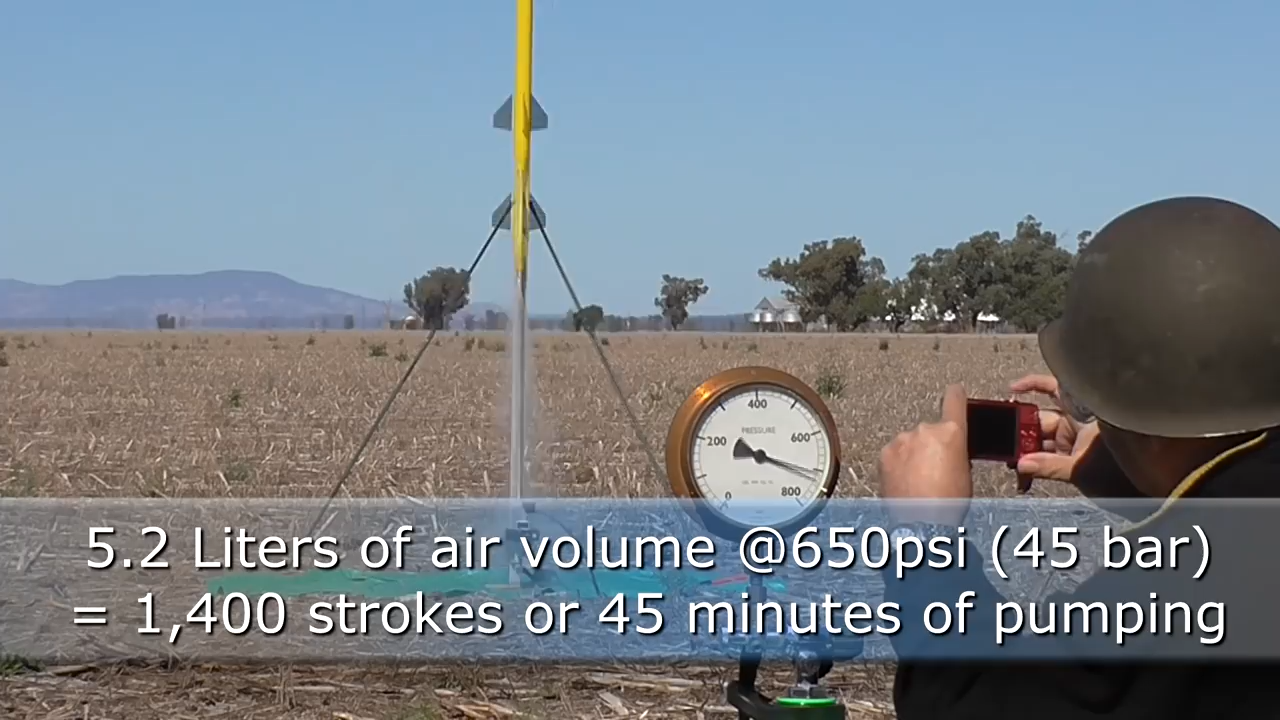 400
PRESSURE
200
600
0
800
5.2 Liters of air volume @650psi (45 bar)
= 1,400 strokes or 45 minutes of pumping